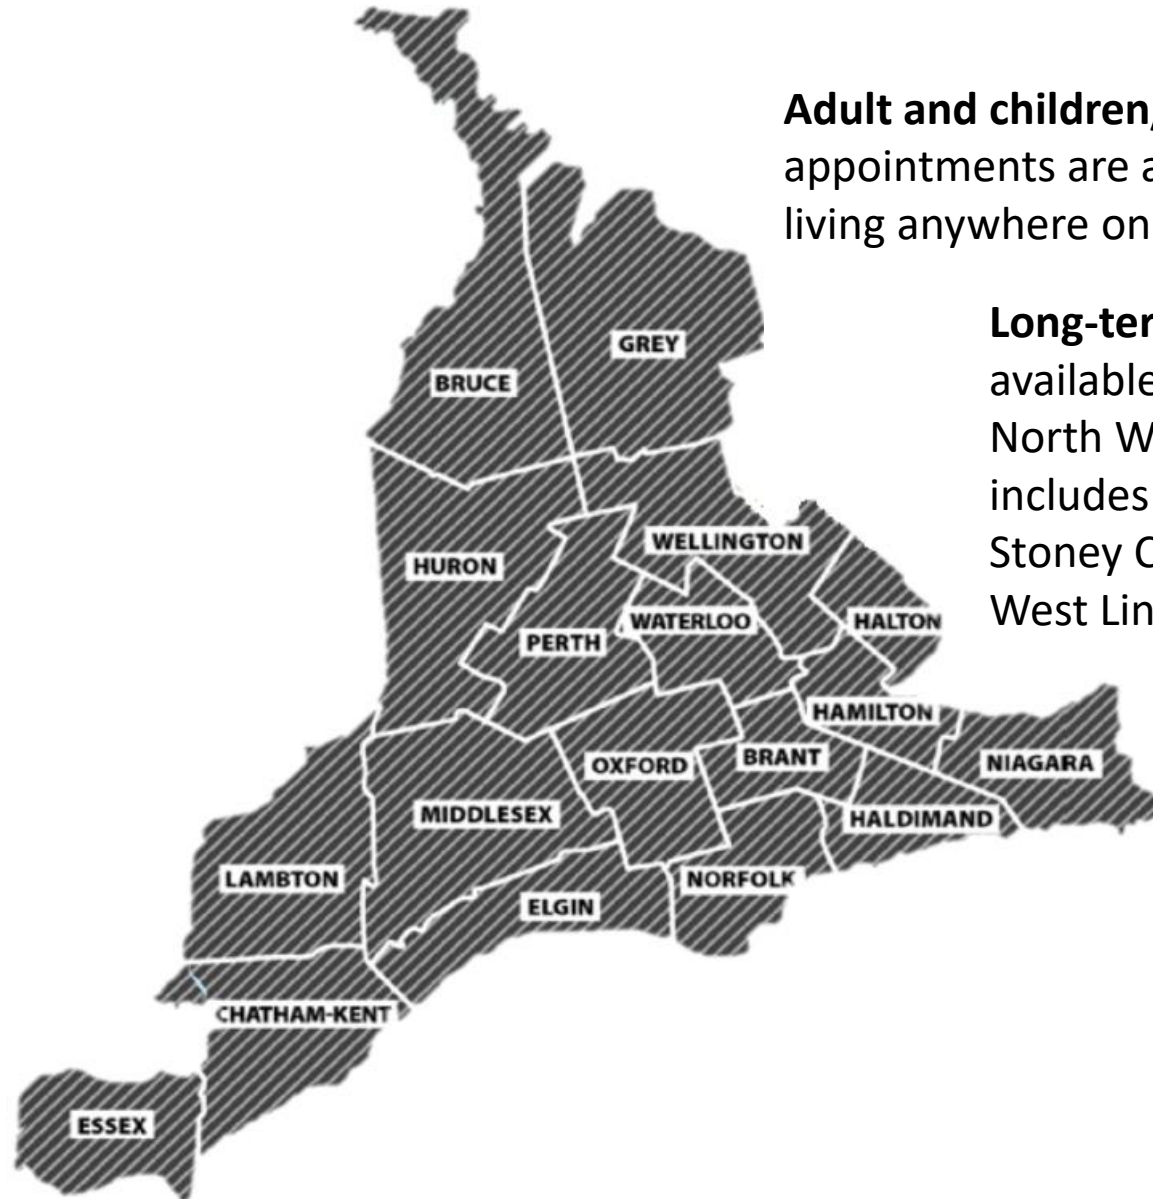 Adult and children,
appointments are a
living anywhere on
Long-ter
available
North W
includes
Stoney C
West Lin
GREY
BRUCE
WELLINGTON
HURON
WATERLOO
HALTON
PERTH
HAMILTON
BRANT
NIAGARA
OXFORD
MIDDLESEX
HALDIMAND
LAMBTON
NORFOLK
ELGIN
CHATHAM-KENT
ESSEX